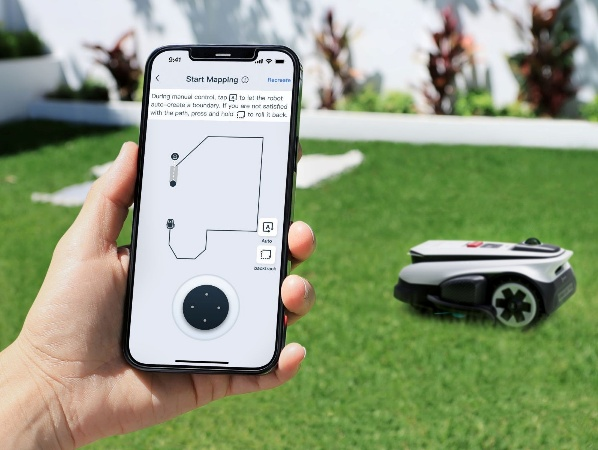 9:41
Start Mapping
Recreate
During manual control, tap A to let the robot
auto-create a boundary. If you are not satisfied
with the path, press and hold to roll it back.
A
Auto
backtrack